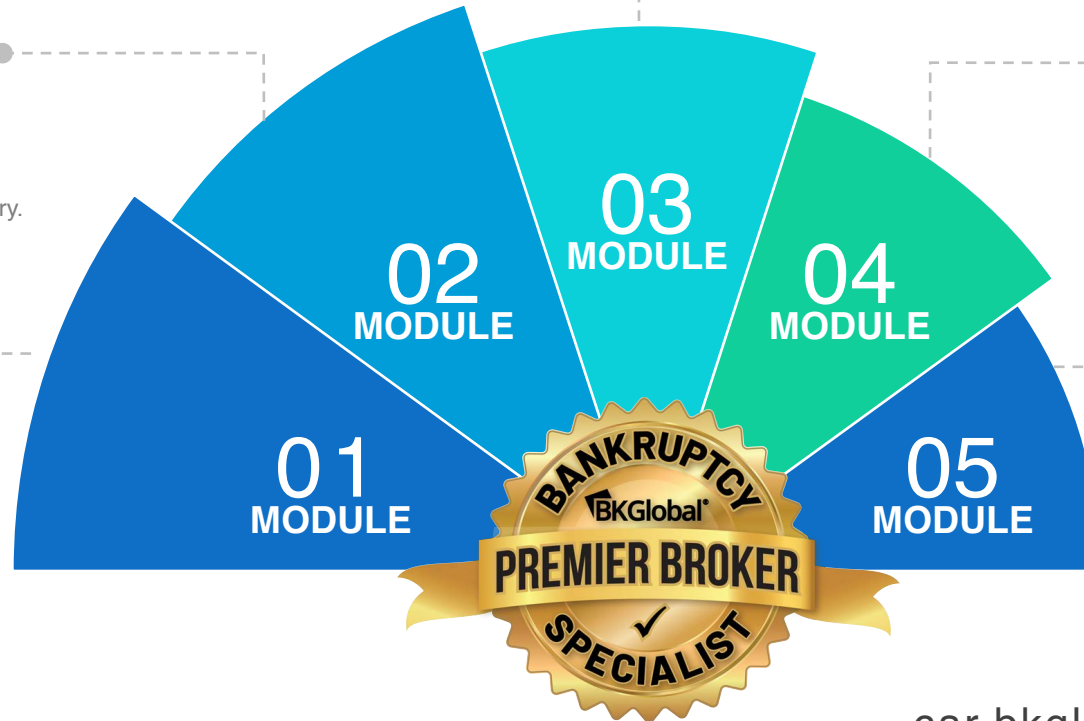 03
MODULE
02
MODULE
04
MODULE
01
MODULE
05
MODULE
BANKRUPTCY
BKGlobal®
PREMIER BROKER
SPECIALIST